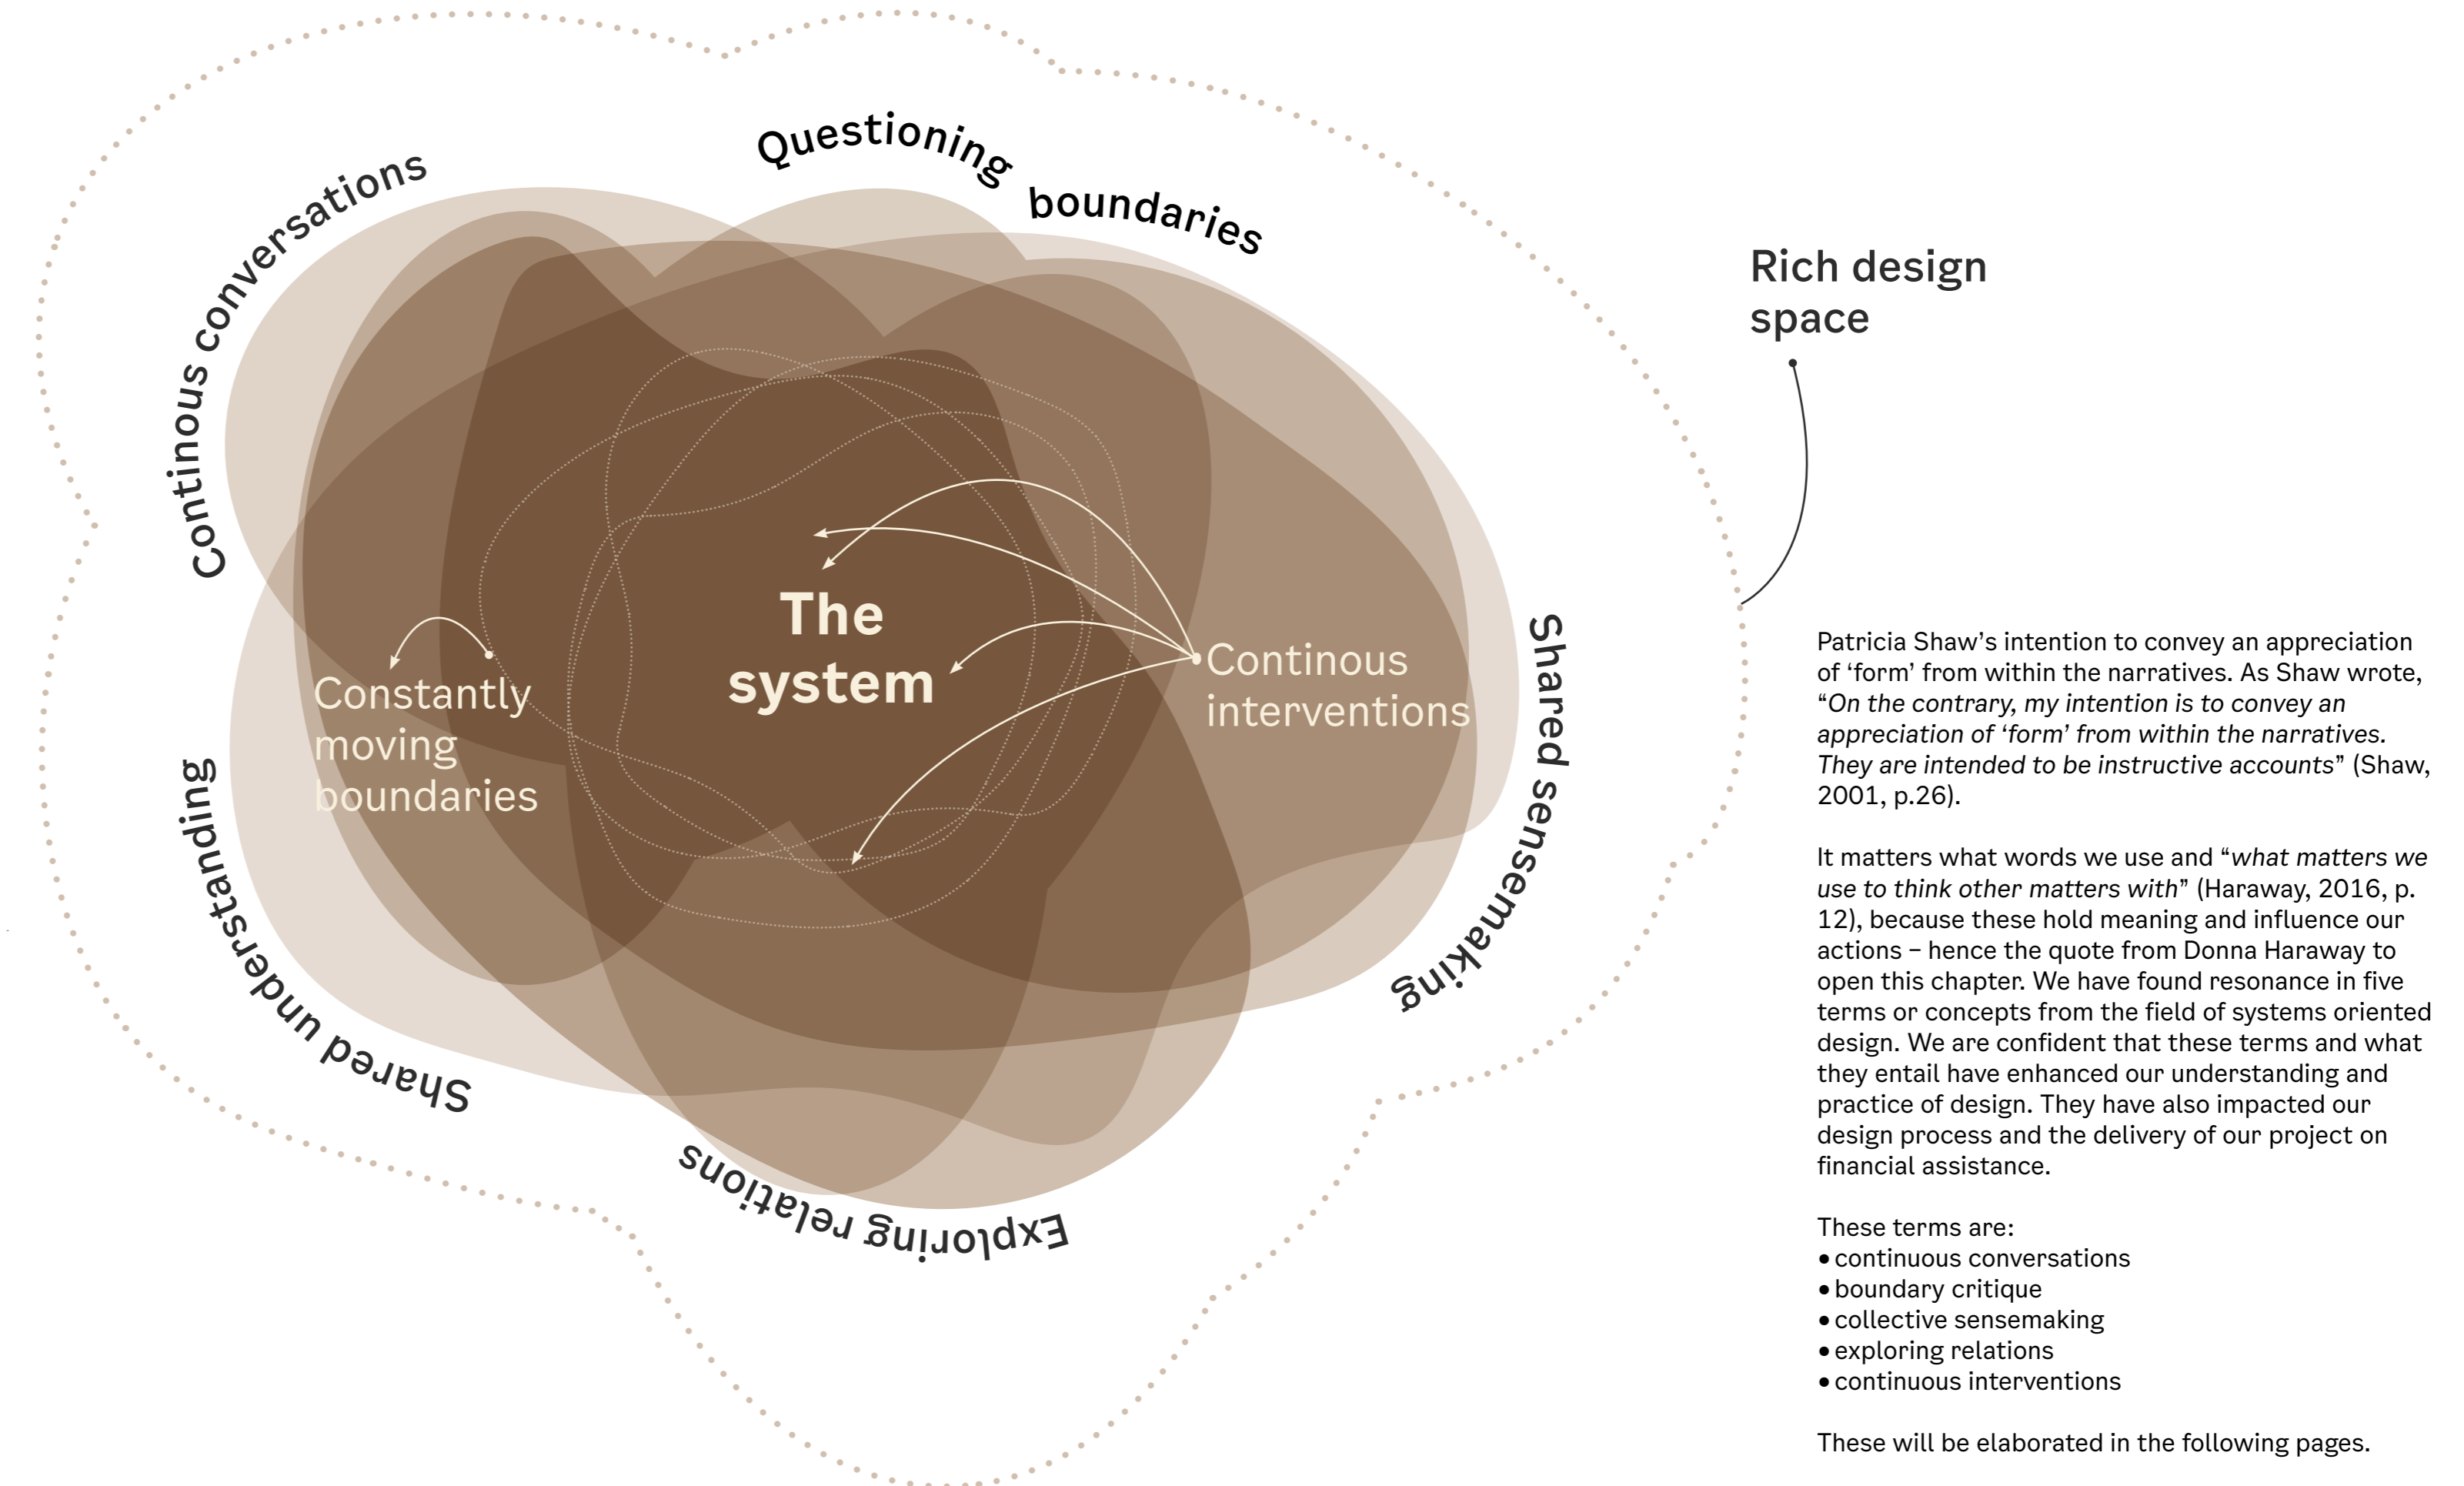 Questioning boundaries
Continous conversations
Rich design
space
The
system
Continous
interventions
Constantly
moving
boundaries
Shared sensemaking
Shared understanding
Exploring relations
Patricia Shaw’s intention to convey an appreciation
of ‘form’ from within the narratives. As Shaw wrote,
“On the contrary, my intention is to convey an
appreciation of ‘form’ from within the narratives.
They are intended to be instructive accounts” (Shaw,
2001, p.26).
It matters what words we use and “what matters we
use to think other matters with” (Haraway, 2016, p.
12), because these hold meaning and influence our
actions – hence the quote from Donna Haraway to
open this chapter. We have found resonance in five
terms or concepts from the field of systems oriented
design. We are confident that these terms and what
they entail have enhanced our understanding and
practice of design. They have also impacted our
design process and the delivery of our project on
financial assistance.
These terms are:
• continuous conversations
• boundary critique
• collective sensemaking
• exploring relations
• continuous interventions
These will be elaborated in the following pages.